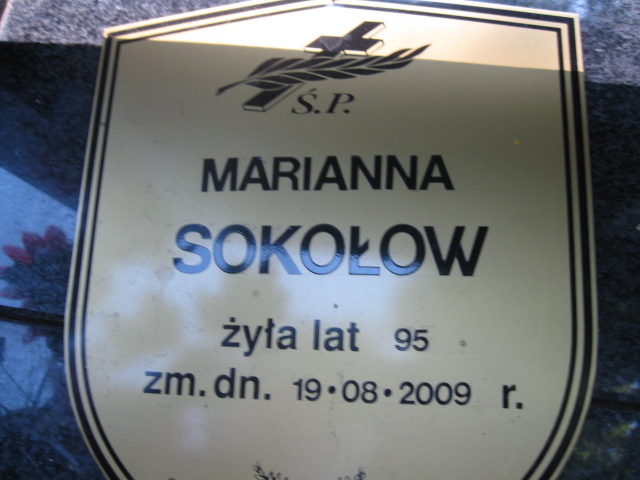 Ś.P.
MARIANNA
SOKOŁOW
żyła lat 95
zm. dn. 19•08•2009 r.